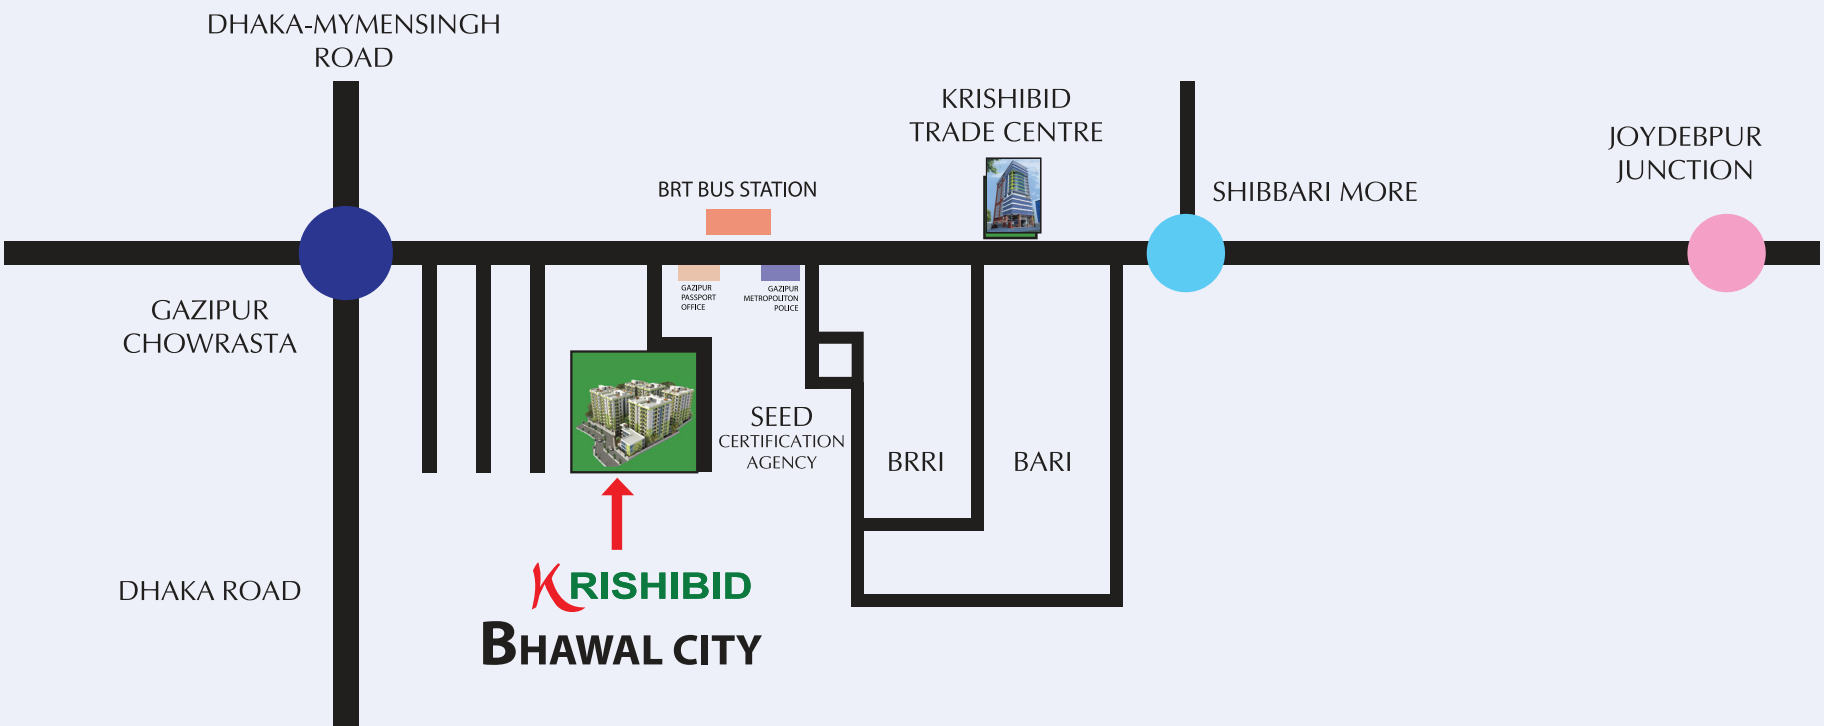 DHAKA-MYMENSINGH
ROAD
KRISHIBID
TRADE CENTRE
JOYDEBPUR
JUNCTION
BRT BUS STATION
SHIBBARI MORE
GAZIPUR
PASSPORT
OFFICE
GAZIPUR
METROPOLITON
POLICE
GAZIPUR
CHOWRASTA
SEED
CERTIFICATION
AGENCY
BRRI
BARI
DHAKA ROAD
KRISHIBID
BHAWAL CITY